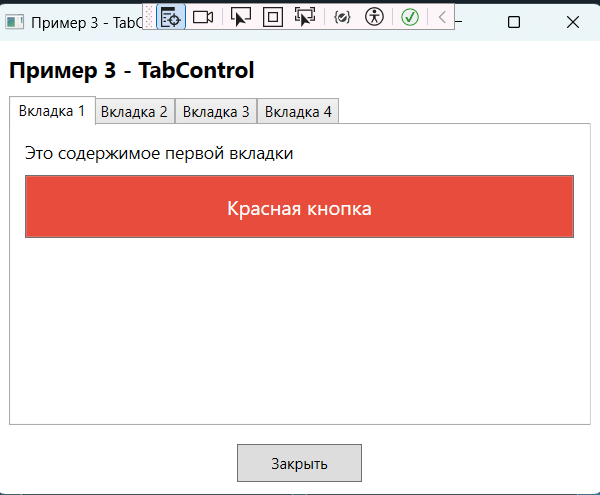 Пример 3 - TabC
Пример 3 - TabControl
Вкладка 1 Вкладка 2 Вкладка 3 Вкладка 4
Это содержимое первой вкладки
Красная кнопка
Закрыть